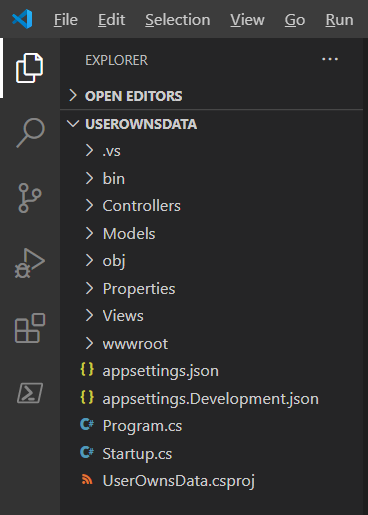 File Edit Selection View Go Run
EXPLORER ...
OPEN EDITORS
USEROWNSDATA
.vs
bin
Controllers
Models
obj
Properties
Views
wwwroot
{} appsettings.json
{} appsettings.Development.json
C# Program.cs
C# Startup.cs
UserOwnsData.csproj